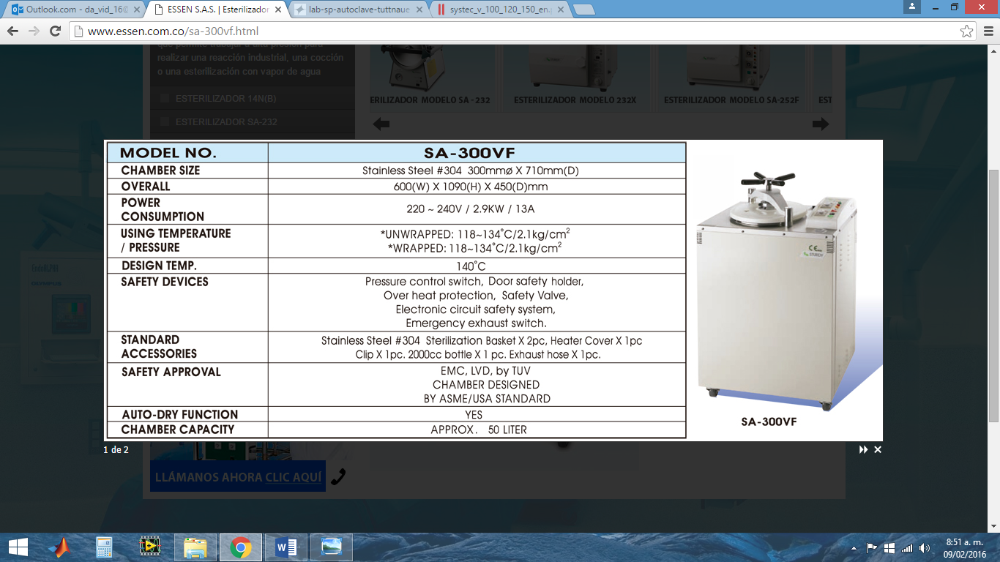 Outlook.com - da_vid_16@
ESSEN S.A.S. | Esterilizador
lab-sp-autoclave-tuttnaue
systec_v_100_120_150_en.
www.essen.com.co/sa-300vf.html
que permite trabajar a alta presión para
realizar una reacción industrial, una cocción
o una esterilización con vapor de agua
ESTERILIZADOR 14N(B)
ESTERILIZADOR SA-232
ERILIZADOR MODELO SA - 232
ESTERILIZADOR MODELO 232X
ESTERILIZADOR MODELO SA-252F
EST
MODEL NO. SA-300VF
CHAMBER SIZE Stainless Steel #304 300mmø X 710mm(D)
OVERALL 600(W) X 1090(H) X 450(D)mm
POWER
CONSUMPTION
220 ~ 240V / 2.9KW / 13A
USING TEMPERATURE
/ PRESSURE
*UNWRAPPED: 118~134˚C/2.1kg/cm²
*WRAPPED: 118~134˚C/2.1kg/cm²
DESIGN TEMP. 140˚C
SAFETY DEVICES
Pressure control switch, Door safety holder,
Over heat protection, Safety Valve,
Electronic circuit safety system,
Emergency exhaust switch.
STANDARD
ACCESSORIES
Stainless Steel #304 Sterilization Basket X 2pc, Heater Cover X 1pc
Clip X 1pc. 2000cc bottle X 1 pc. Exhaust hose X 1pc.
SAFETY APPROVAL
EMC, LVD, by TUV
CHAMBER DESIGNED
BY ASME/USA STANDARD
AUTO-DRY FUNCTION YES
CHAMBER CAPACITY APPROX. 50 LITER
CE
STURDY
SA-300VF
OLYMPUS
1 de 2
LLÁMANOS AHORA CLIC AQUÍ
8:51 a. m.
09/02/2016